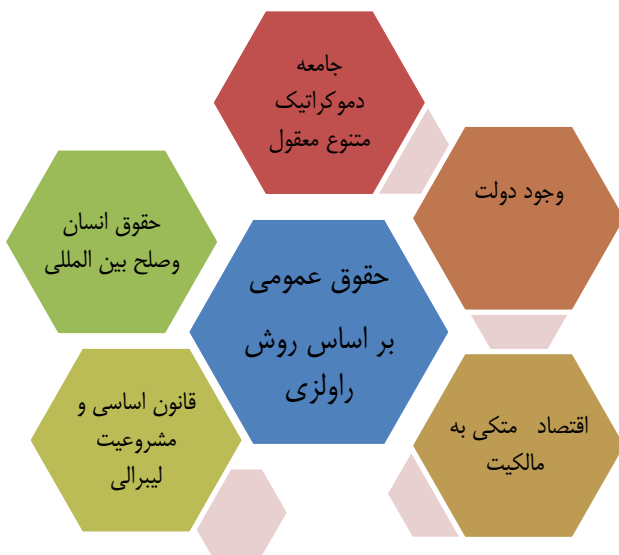 جامعه
دموکراتیک
متنوع معقول
وجود دولت
حقوق انسان
وصلح بین المللی
حقوق عمومی
بر اساس روش
راولزی
قانون اساسی و
مشروعیت
لیبرالی
اقتصاد متکی به
مالکیت